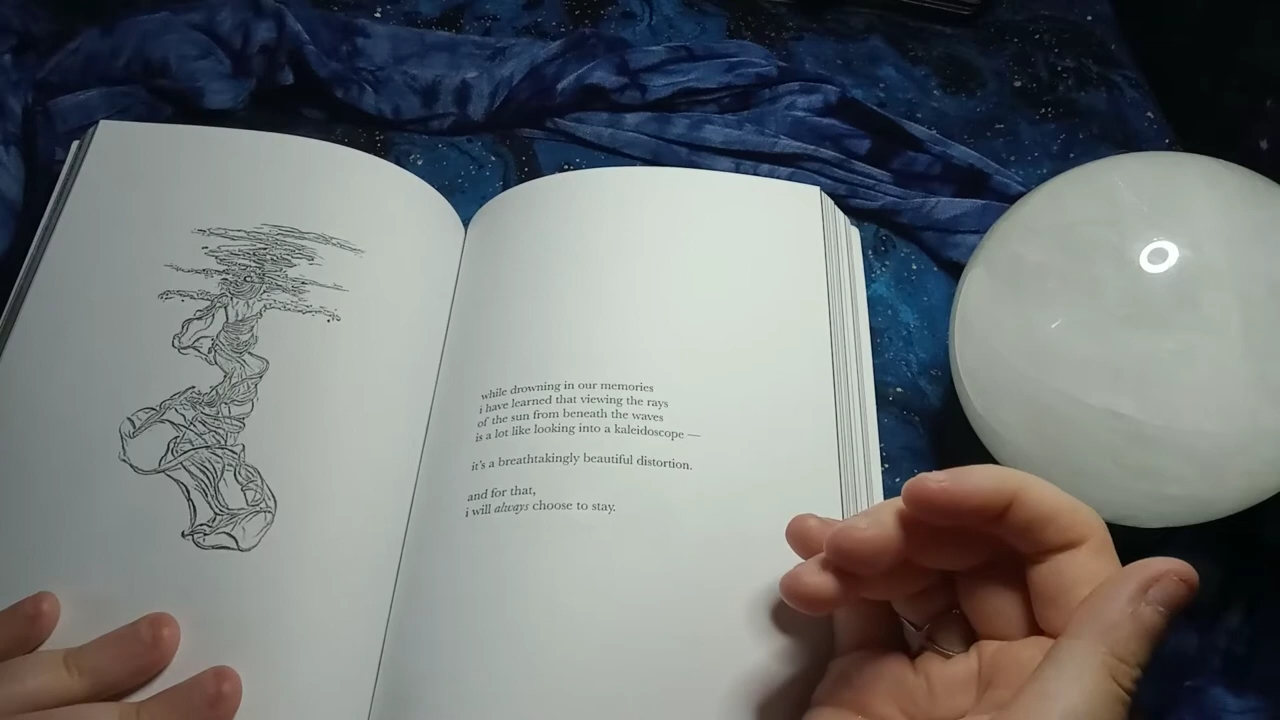 while drowning in our memories
i have learned that viewing the rays
of the sun from beneath the waves
is a lot like looking into a kaleidoscope —
it's a breathtakingly beautiful distortion.
and for that,
i will always choose to stay.